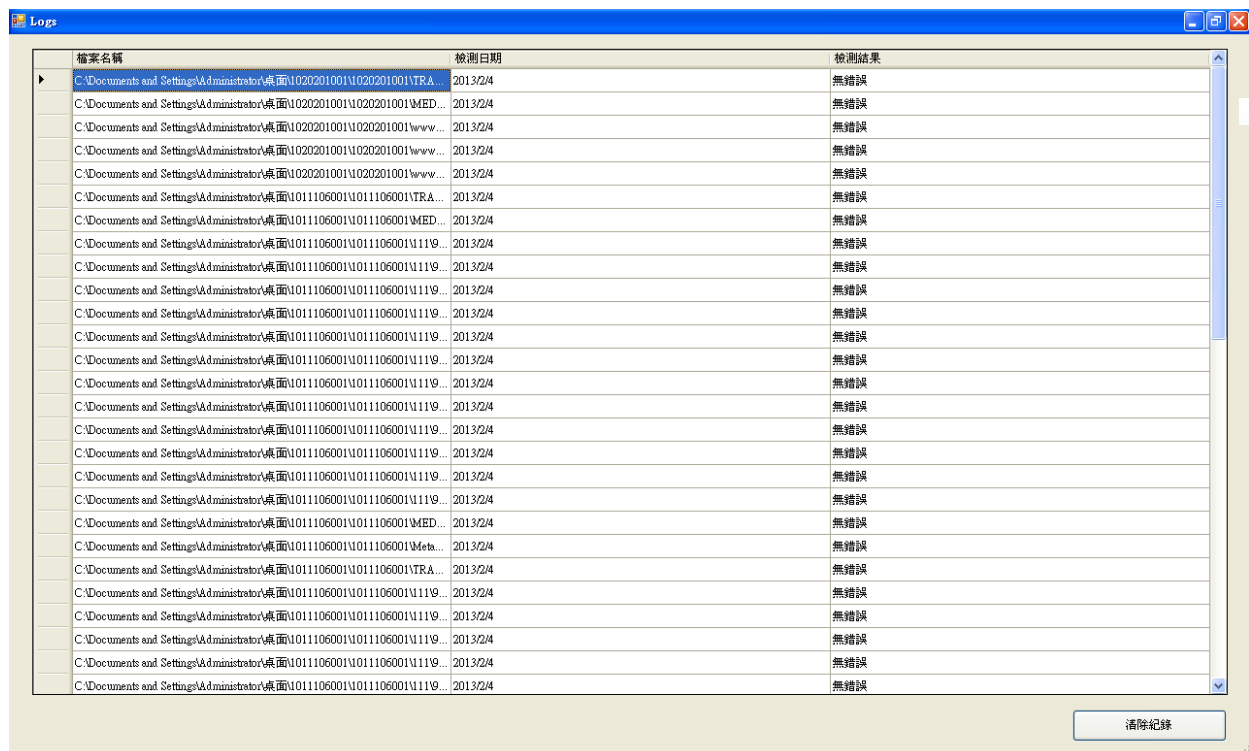 Logs
檔案名稱 檢測日期 檢測結果
C:\Documents and Settings\Administrator\桌面\1020201001\1020201001\TRA... 2013/2/4 無錯誤
C:\Documents and Settings\Administrator\桌面\1020201001\1020201001\MED... 2013/2/4 無錯誤
C:\Documents and Settings\Administrator\桌面\1020201001\1020201001\www... 2013/2/4 無錯誤
C:\Documents and Settings\Administrator\桌面\1020201001\1020201001\www... 2013/2/4 無錯誤
C:\Documents and Settings\Administrator\桌面\1020201001\1020201001\www... 2013/2/4 無錯誤
C:\Documents and Settings\Administrator\桌面\1011106001\1011106001\TRA... 2013/2/4 無錯誤
C:\Documents and Settings\Administrator\桌面\1011106001\1011106001\MED... 2013/2/4 無錯誤
C:\Documents and Settings\Administrator\桌面\1011106001\1011106001\111\9... 2013/2/4 無錯誤
C:\Documents and Settings\Administrator\桌面\1011106001\1011106001\111\9... 2013/2/4 無錯誤
C:\Documents and Settings\Administrator\桌面\1011106001\1011106001\111\9... 2013/2/4 無錯誤
C:\Documents and Settings\Administrator\桌面\1011106001\1011106001\111\9... 2013/2/4 無錯誤
C:\Documents and Settings\Administrator\桌面\1011106001\1011106001\111\9... 2013/2/4 無錯誤
C:\Documents and Settings\Administrator\桌面\1011106001\1011106001\111\9... 2013/2/4 無錯誤
C:\Documents and Settings\Administrator\桌面\1011106001\1011106001\111\9... 2013/2/4 無錯誤
C:\Documents and Settings\Administrator\桌面\1011106001\1011106001\111\9... 2013/2/4 無錯誤
C:\Documents and Settings\Administrator\桌面\1011106001\1011106001\111\9... 2013/2/4 無錯誤
C:\Documents and Settings\Administrator\桌面\1011106001\1011106001\111\9... 2013/2/4 無錯誤
C:\Documents and Settings\Administrator\桌面\1011106001\1011106001\111\9... 2013/2/4 無錯誤
C:\Documents and Settings\Administrator\桌面\1011106001\1011106001\111\9... 2013/2/4 無錯誤
C:\Documents and Settings\Administrator\桌面\1011106001\1011106001\MED... 2013/2/4 無錯誤
C:\Documents and Settings\Administrator\桌面\1011106001\1011106001\Meta... 2013/2/4 無錯誤
C:\Documents and Settings\Administrator\桌面\1011106001\1011106001\TRA... 2013/2/4 無錯誤
C:\Documents and Settings\Administrator\桌面\1011106001\1011106001\111\9... 2013/2/4 無錯誤
C:\Documents and Settings\Administrator\桌面\1011106001\1011106001\111\9... 2013/2/4 無錯誤
C:\Documents and Settings\Administrator\桌面\1011106001\1011106001\111\9... 2013/2/4 無錯誤
C:\Documents and Settings\Administrator\桌面\1011106001\1011106001\111\9... 2013/2/4 無錯誤
C:\Documents and Settings\Administrator\桌面\1011106001\1011106001\111\9... 2013/2/4 無錯誤
清除紀錄